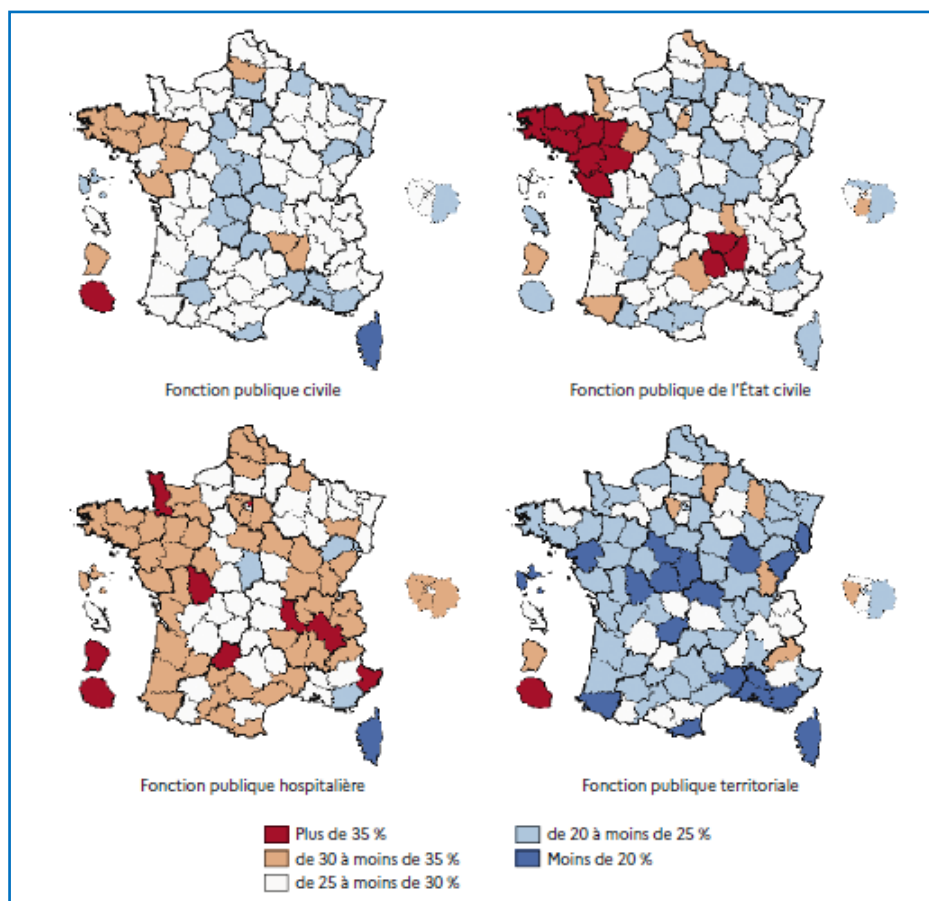 Fonction publique civile
Fonction publique de l'État civile
Fonction publique hospitalière
Fonction publique territoriale
Plus de 35 %
de 30 à moins de 35 %
de 25 à moins de 30 %
de 20 à moins de 25 %
Moins de 20 %